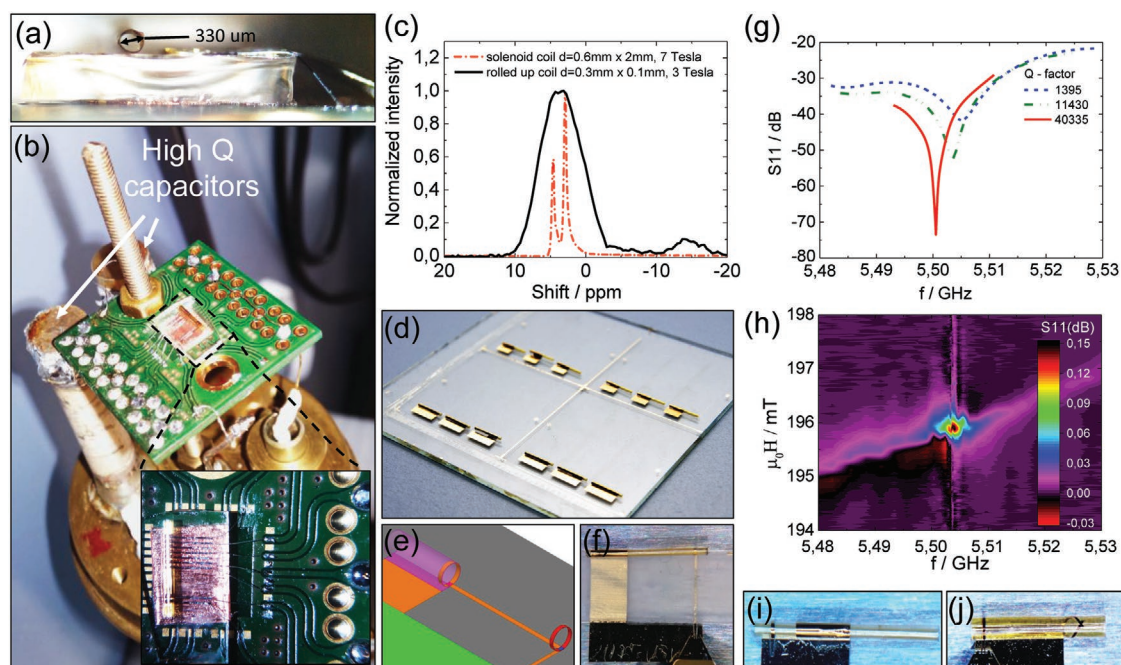 (a)
330 um
(b)
High Q
capacitors
(c)
Normalized intensity
1,2
1,0
0,8
0,6
0,4
0,2
0,0
solenoid coil d=0.6mm x 2mm, 7 Tesla
rolled up coil d=0.3mm x 0.1mm, 3 Tesla
20 10 0 -10 -20
Shift / ppm
(d)
(e)
(f)
(g)
S11 / dB
-20
-30
-40
-50
-60
-70
-80
Q - factor
1395
11430
40335
5,48 5,49 5,50 5,51 5,52 5,53
f / GHz
(h)
μ0H / mT
198
197
196
195
194
S11(dB)
0,15
0,12
0,09
0,06
0,03
0,00
-0,03
5,48 5,49 5,50 5,51 5,52 5,53
f / GHz
(i)
(j)